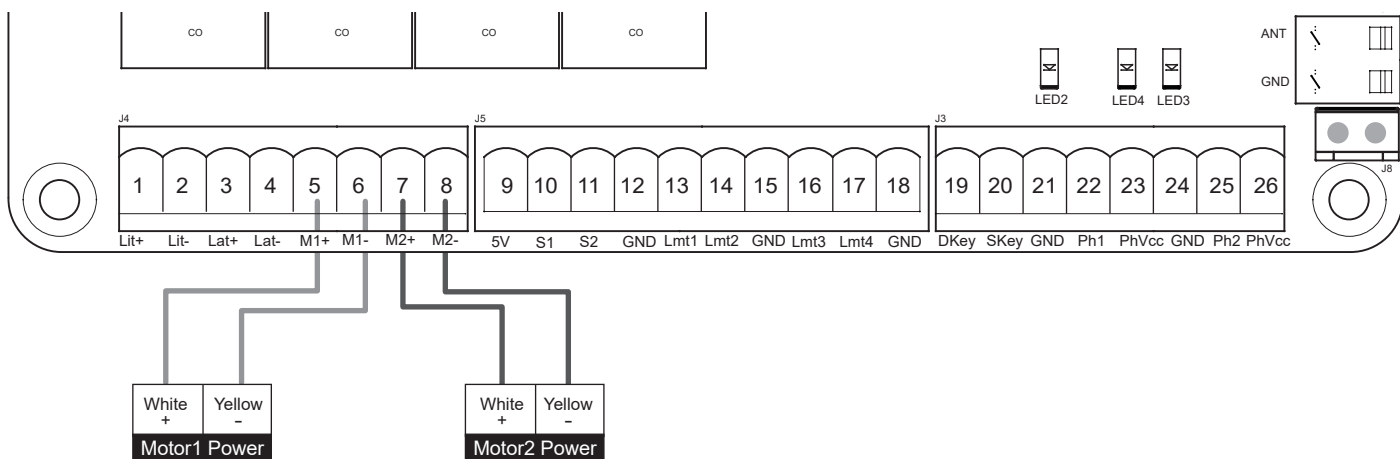 CO CO CO CO
ANT
GND
LED2 LED4 LED3
J4 J5 J3
J8
1 2 3 4 5 6 7 8 9 10 11 12 13 14 15 16 17 18 19 20 21 22 23 24 25 26
Lit+ Lit- Lat+ Lat- M1+ M1- M2+ M2- 5V S1 S2 GND Lmt1 Lmt2 GND Lmt3 Lmt4 GND DKey SKey GND Ph1 PhVcc GND Ph2 PhVcc
White Yellow White Yellow
+ - + -
Motor1 Power Motor2 Power